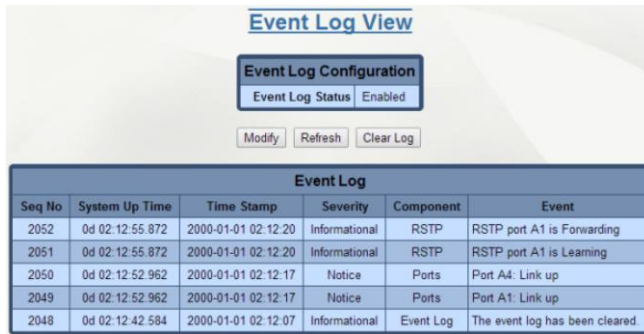 Event Log View
Event Log Configuration
Event Log Status Enabled
Modify Refresh Clear Log
Event Log
Seq No System Up Time Time Stamp Severity Component Event
2052 0d 02:12:55.872 2000-01-01 02:12:20 Informational RSTP RSTP port A1 is Forwarding
2051 0d 02:12:55.872 2000-01-01 02:12:20 Informational RSTP RSTP port A1 is Learning
2050 0d 02:12:52.962 2000-01-01 02:12:17 Notice Ports Port A4: Link up
2049 0d 02:12:52.962 2000-01-01 02:12:17 Notice Ports Port A1: Link up
2048 0d 02:12:42.584 2000-01-01 02:12:07 Informational Event Log The event log has been cleared.